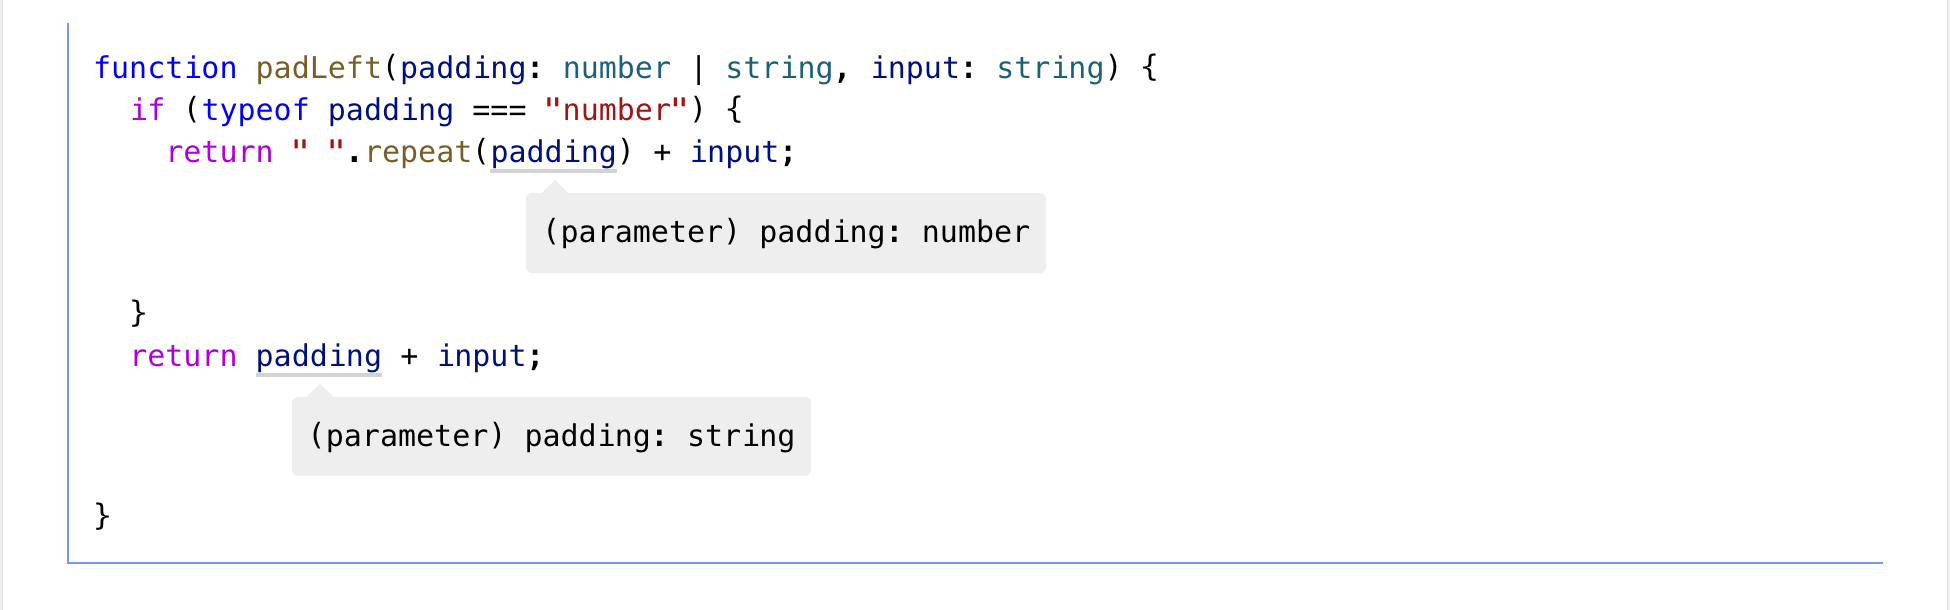 function padLeft(padding: number | string, input: string) {
  if (typeof padding === "number") {
    return " ".repeat(padding) + input;
(parameter) padding: number
  }
  return padding + input;
(parameter) padding: string
}